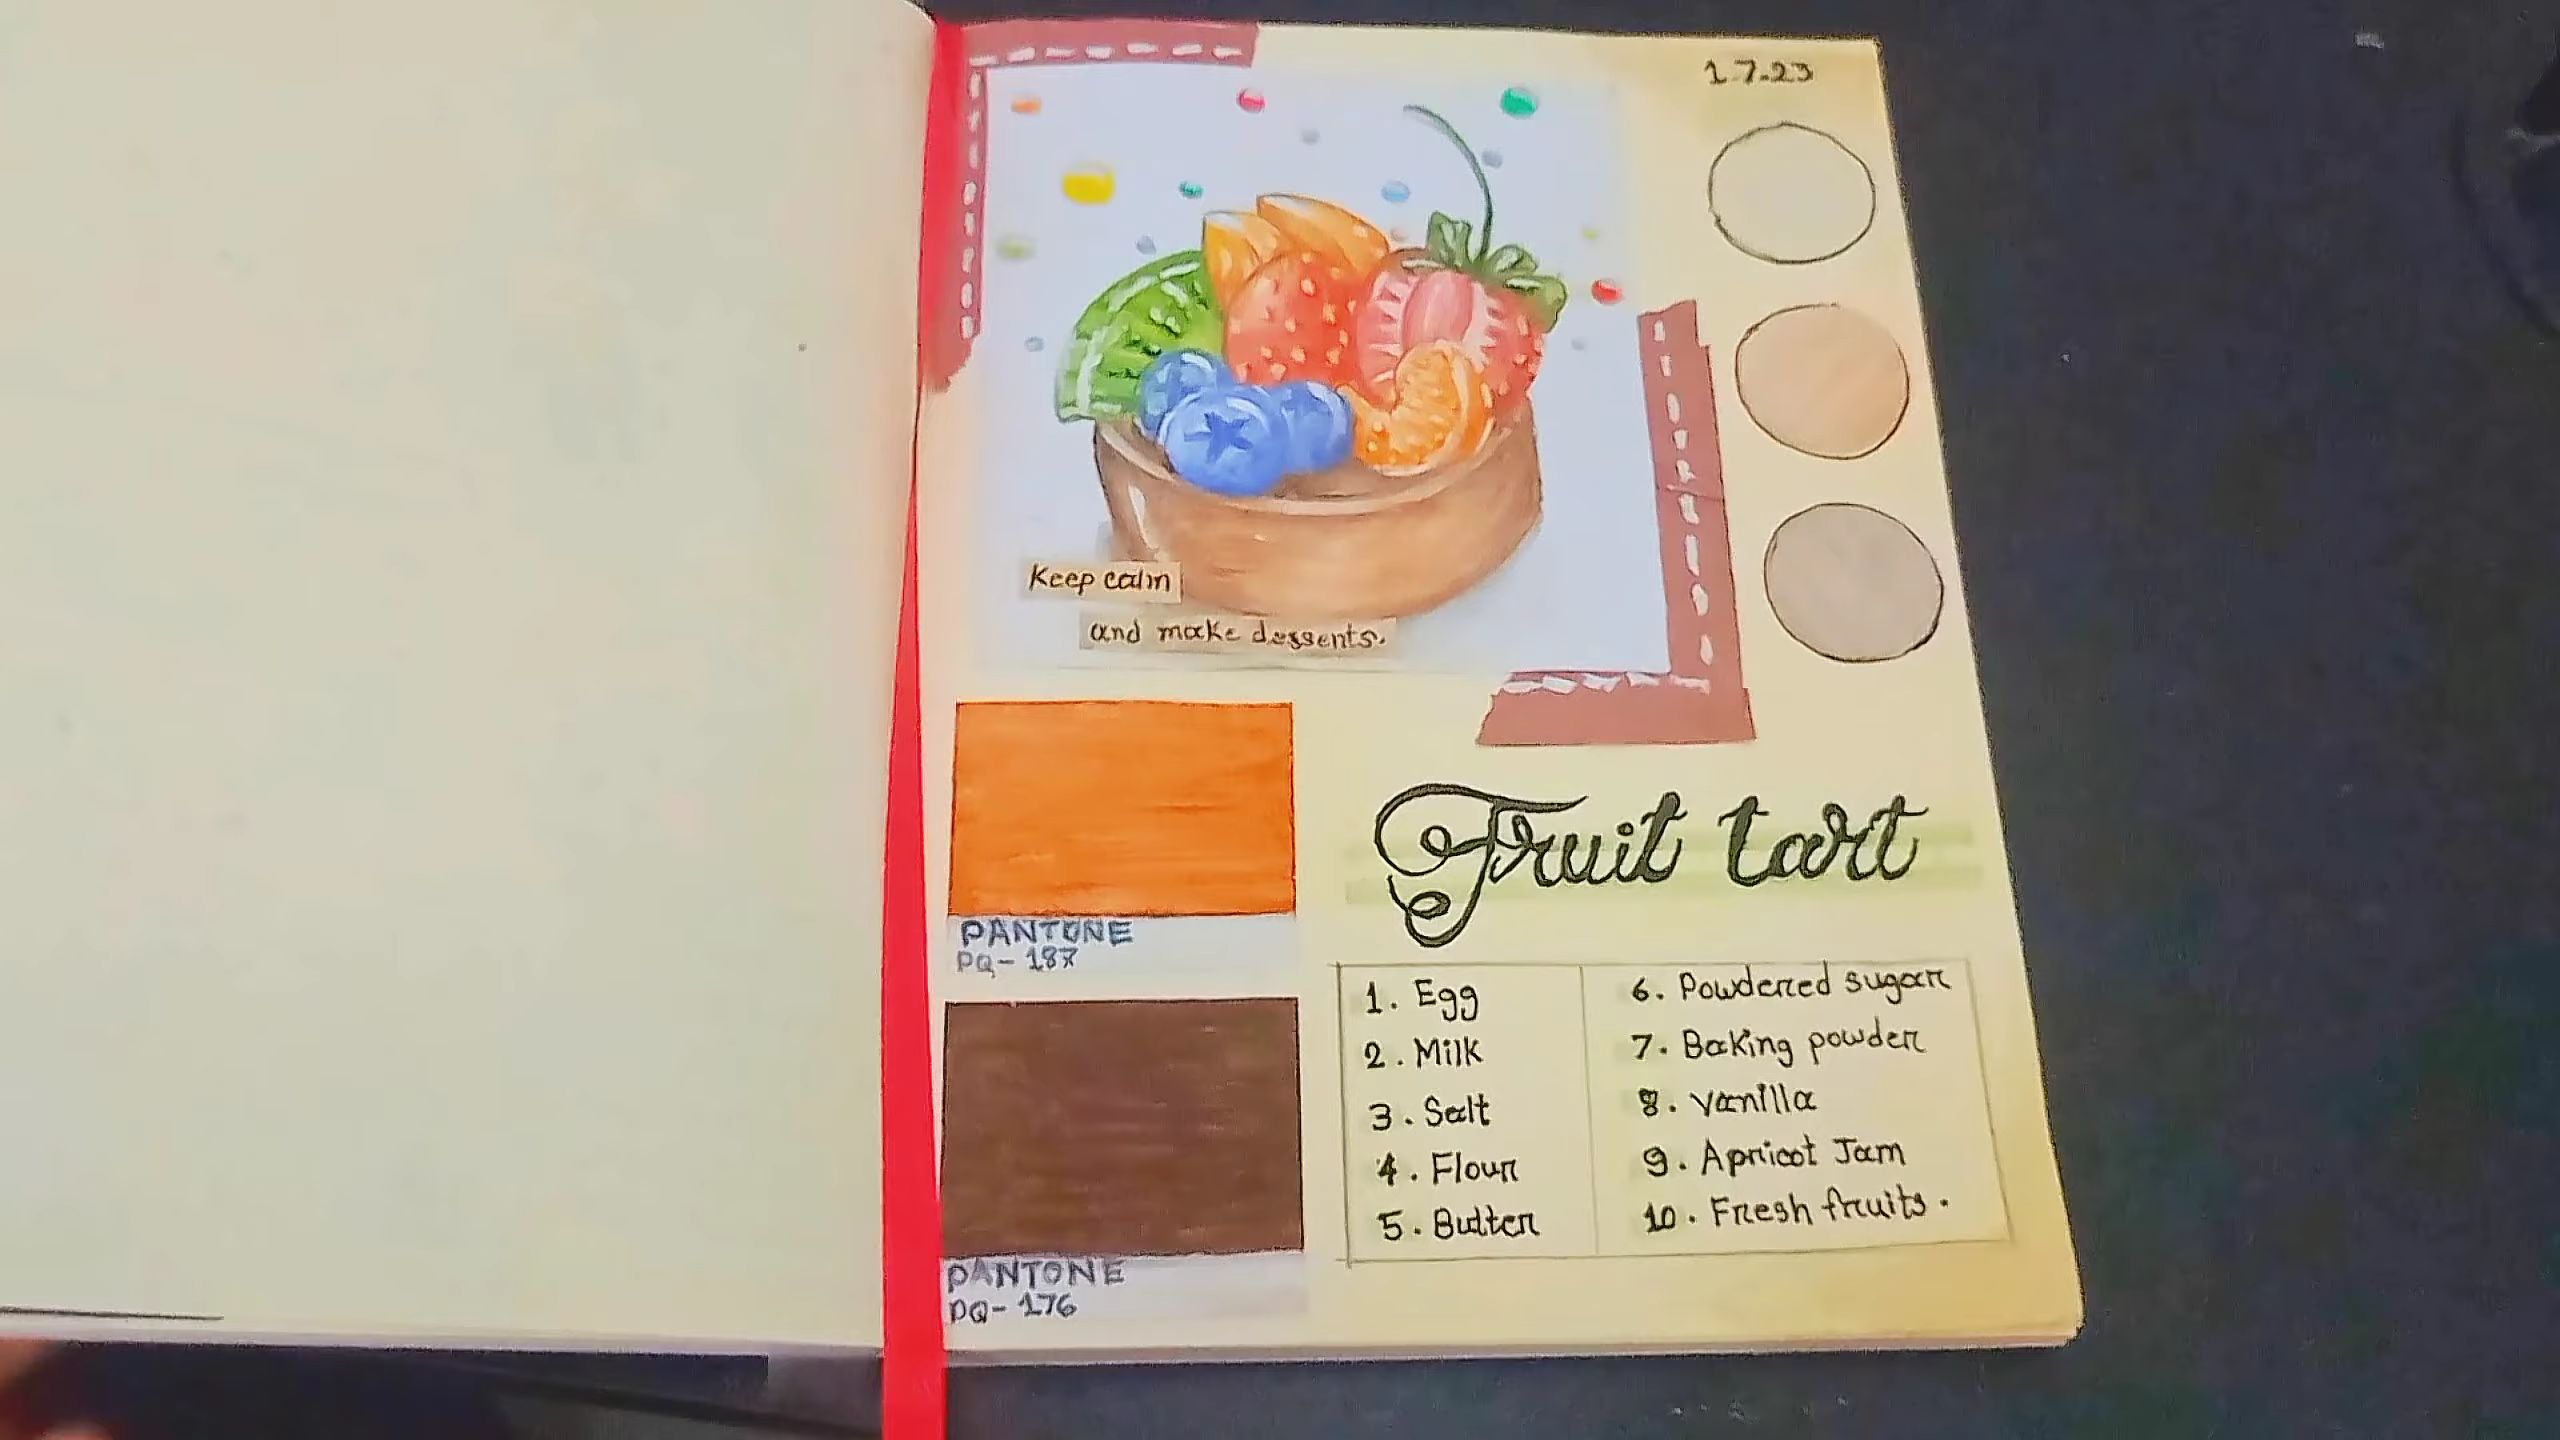 1.7.23
Keep calm
and make dessents.
PANTONE
PQ- 187
PANTONE
PQ- 176
Fruit tart
1. Egg
2. Milk
3. Salt
4. Flour
5. Butter
6. Powdered sugar
7. Baking powder
8. vanilla
9. Apricot Jam
10. Fresh fruits.